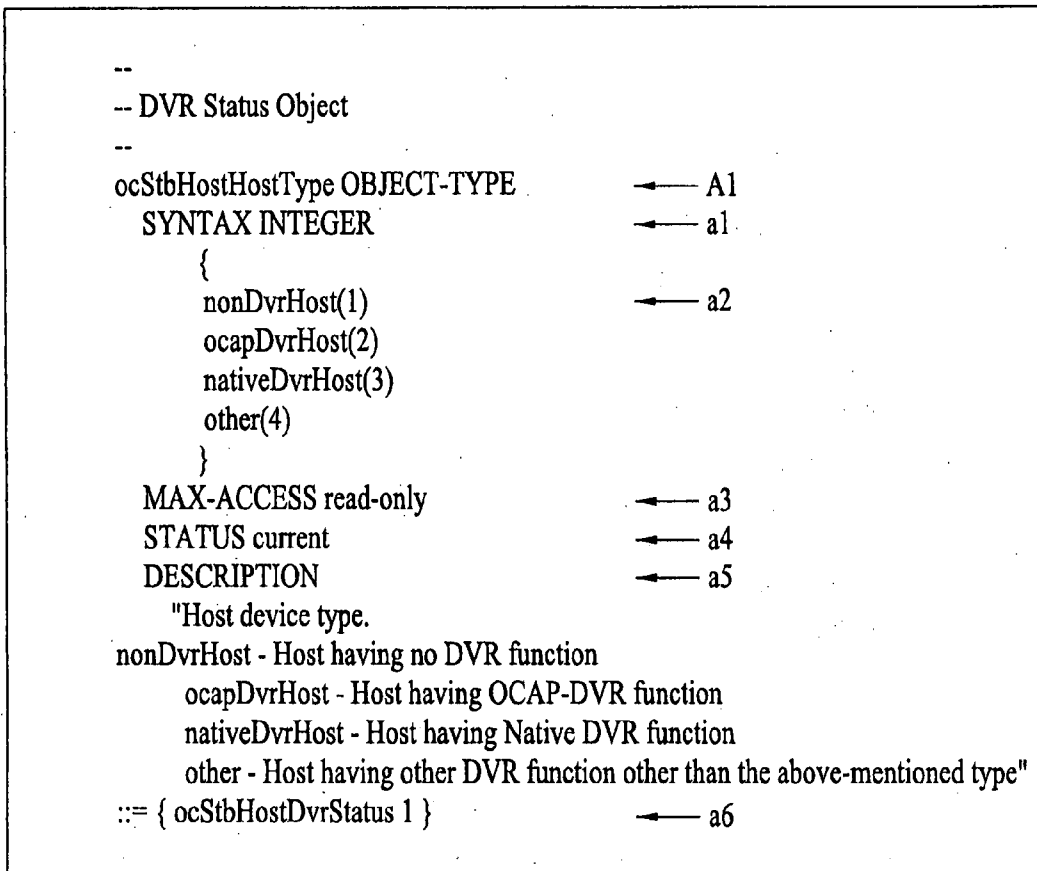 --
-- DVR Status Object
--
ocStbHostHostType OBJECT-TYPE A1
SYNTAX INTEGER a1
{
nonDvrHost(1) a2
ocapDvrHost(2)
nativeDvrHost(3)
other(4)
}
MAX-ACCESS read-only a3
STATUS current a4
DESCRIPTION a5
"Host device type.
nonDvrHost - Host having no DVR function
ocapDvrHost - Host having OCAP-DVR function
nativeDvrHost - Host having Native DVR function
other - Host having other DVR function other than the above-mentioned type"
::= { ocStbHostDvrStatus 1 } a6